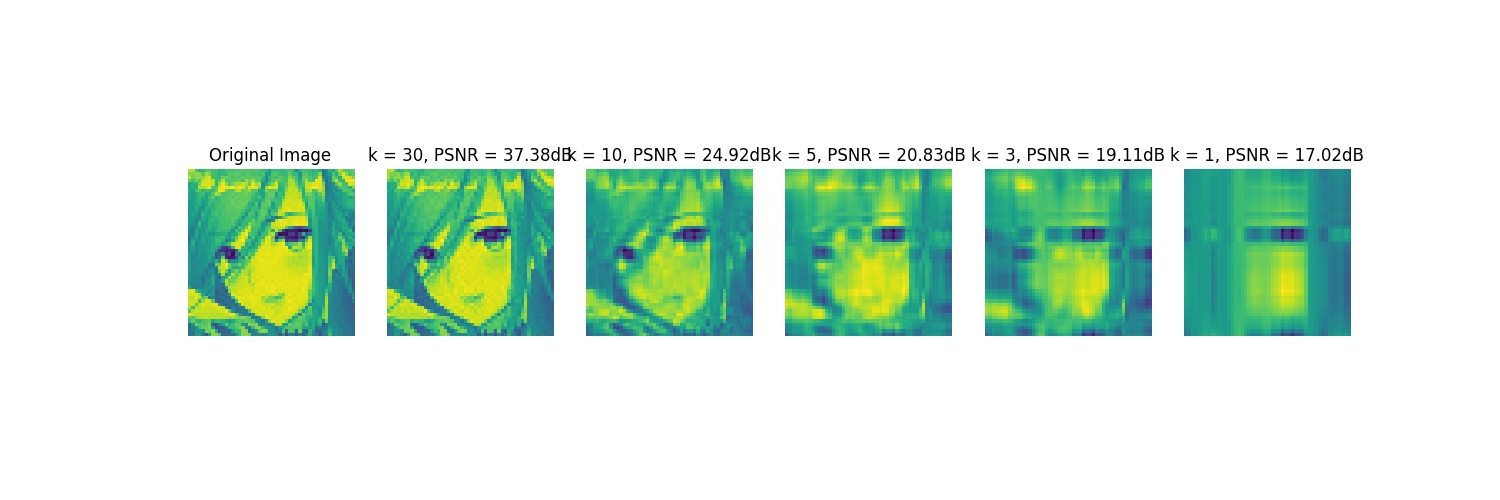 Original Image
k = 30, PSNR = 37.38dB
k = 10, PSNR = 24.92dB
k = 5, PSNR = 20.83dB
k = 3, PSNR = 19.11dB
k = 1, PSNR = 17.02dB